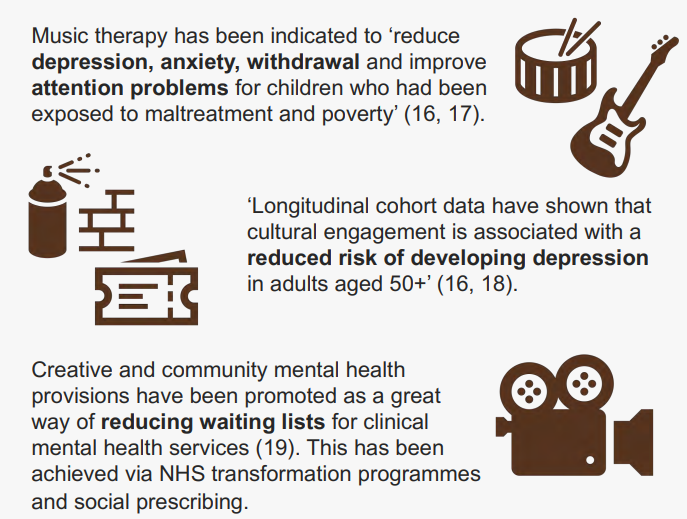 Music therapy has been indicated to ‘reduce
depression, anxiety, withdrawal and improve
attention problems for children who had been
exposed to maltreatment and poverty’ (16, 17).
‘Longitudinal cohort data have shown that
cultural engagement is associated with a
reduced risk of developing depression
in adults aged 50+’ (16, 18).
Creative and community mental health
provisions have been promoted as a great
way of reducing waiting lists for clinical
mental health services (19). This has been
achieved via NHS transformation programmes
and social prescribing.